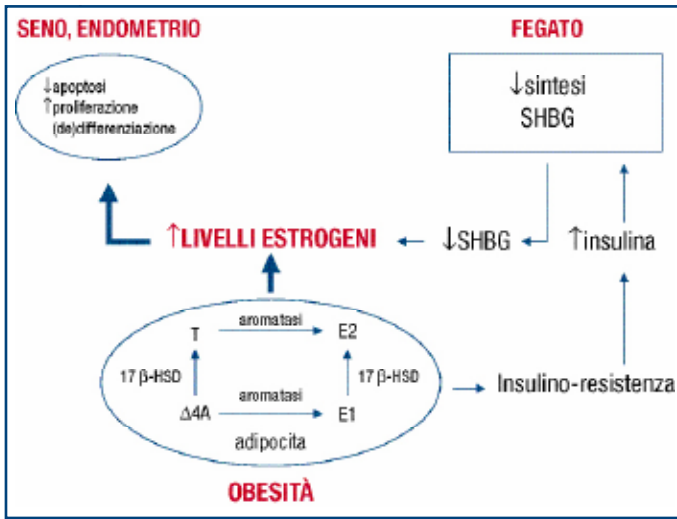 SENO, ENDOMETRIO
FEGATO
↓apoptosi
↑proliferazione
(de)differenziazione
↓sintesi
SHBG
↑LIVELLI ESTROGENI
↓SHBG
↑insulina
T
aromatasi
E2
17 β-HSD
17 β-HSD
aromatasi
Δ4A
E1
adipocita
Insulino-resistenza
OBESITÀ